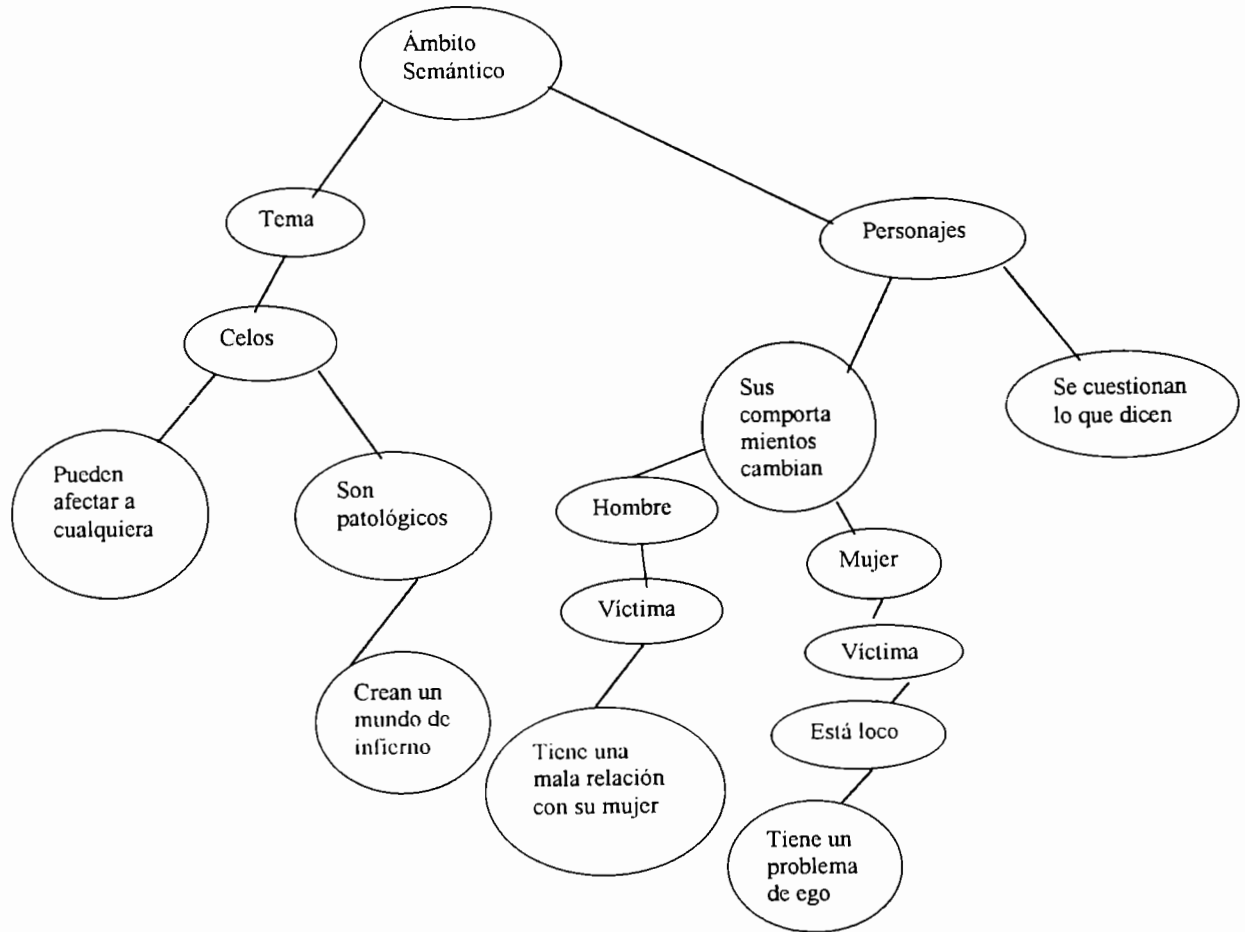 Ámbito
Semántico
Tema
Personajes
Celos
Sus
comporta
mientos
cambian
Se cuestionan
lo que dicen
Pueden
afectar a
cualquiera
Son
patológicos
Hombre
Mujer
Víctima
Víctima
Crean un
mundo de
infierno
Tiene una
mala relación
con su mujer
Está loco
Tiene un
problema
de ego